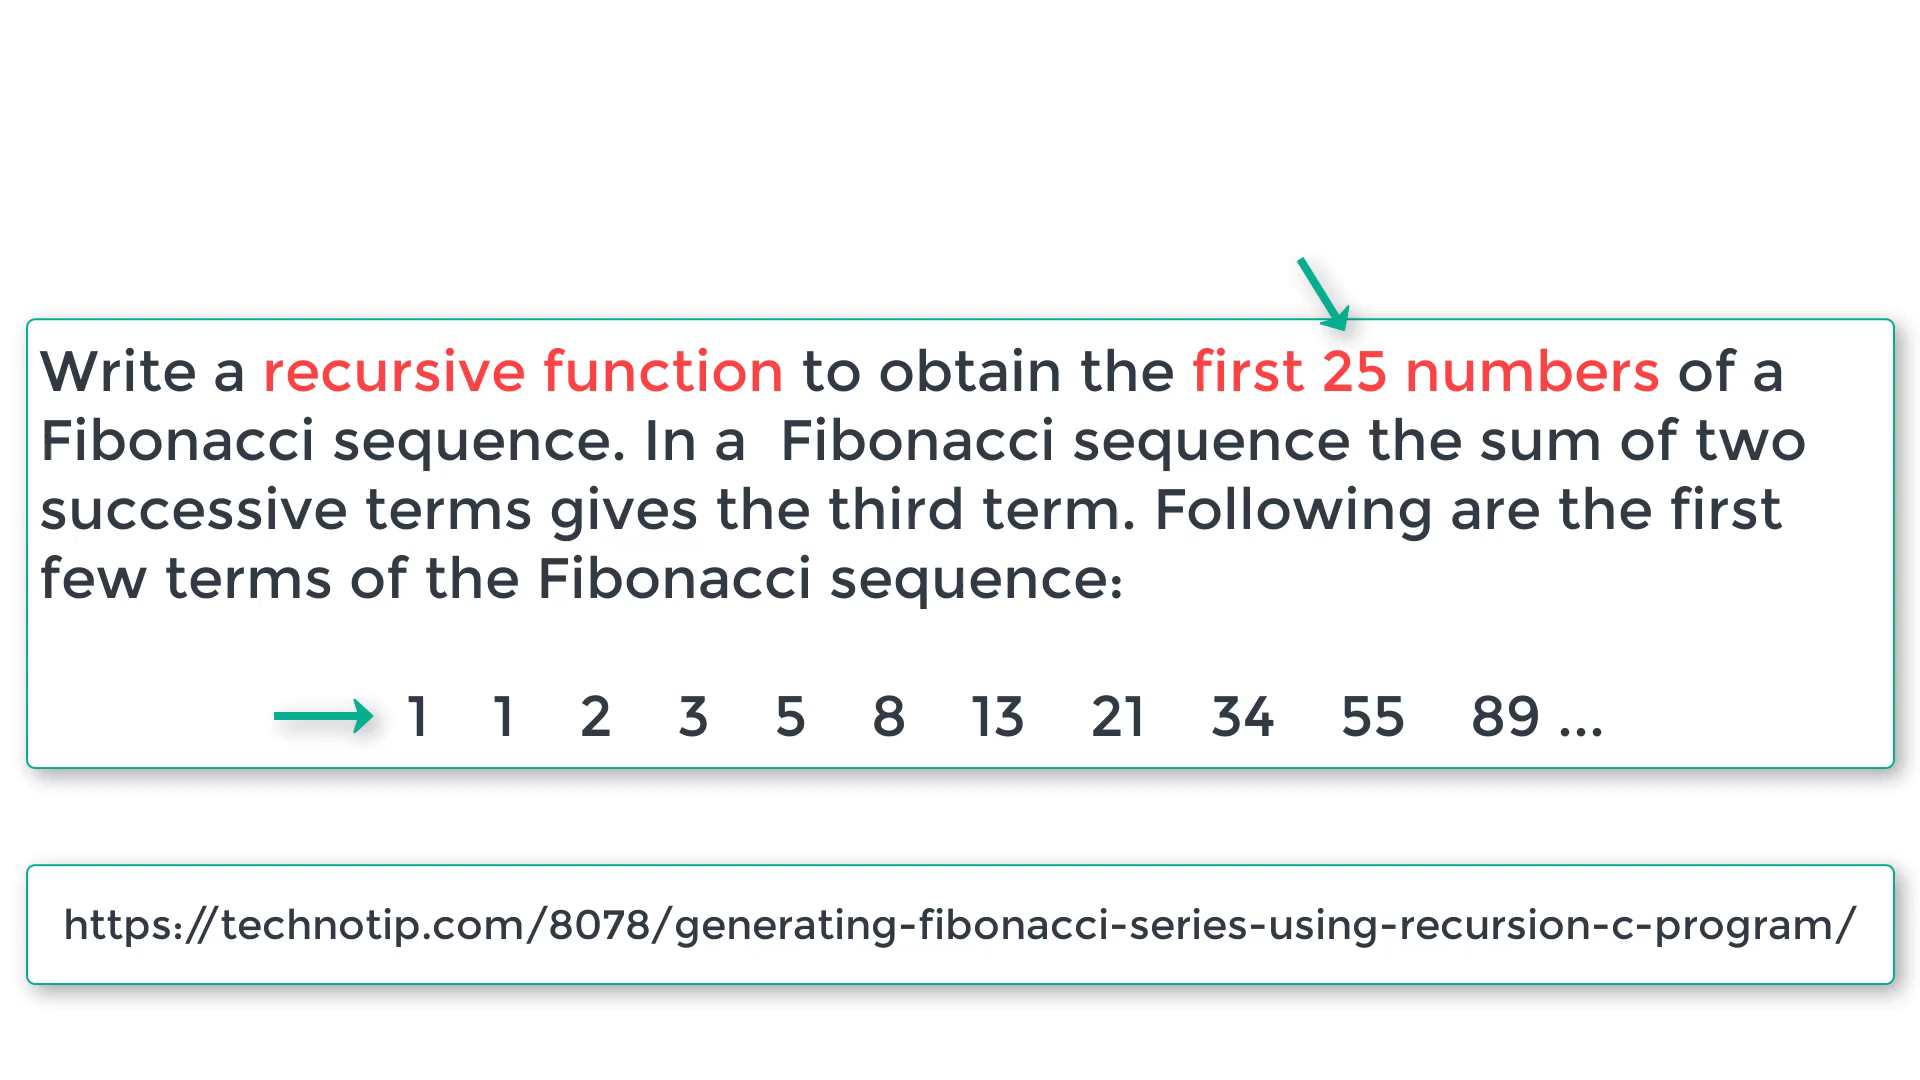 Write a recursive function to obtain the first 25 numbers of a
Fibonacci sequence. In a  Fibonacci sequence the sum of two
successive terms gives the third term. Following are the first
few terms of the Fibonacci sequence:
1 1 2 3 5 8 13 21 34 55 89 ...
https://technotip.com/8078/generating-fibonacci-series-using-recursion-c-program/